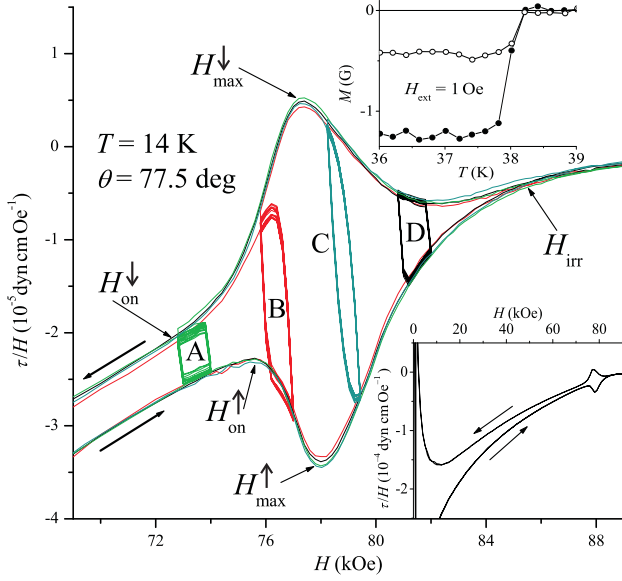 1
0
-1
-2
-3
-4
72
76
80
84
88
H (kOe)
τ/H (10⁻⁵ dyn cm Oe⁻¹)
T = 14 K
θ = 77.5 deg
H↓max
H↓on
H↑on
H↑max
Hirr
A
B
C
D
0
-1
M (G)
Hext = 1 Oe
36
37
38
39
T (K)
H (kOe)
0
40
80
0
-1
-2
τ/H (10⁻⁴ dyn cm Oe⁻¹)